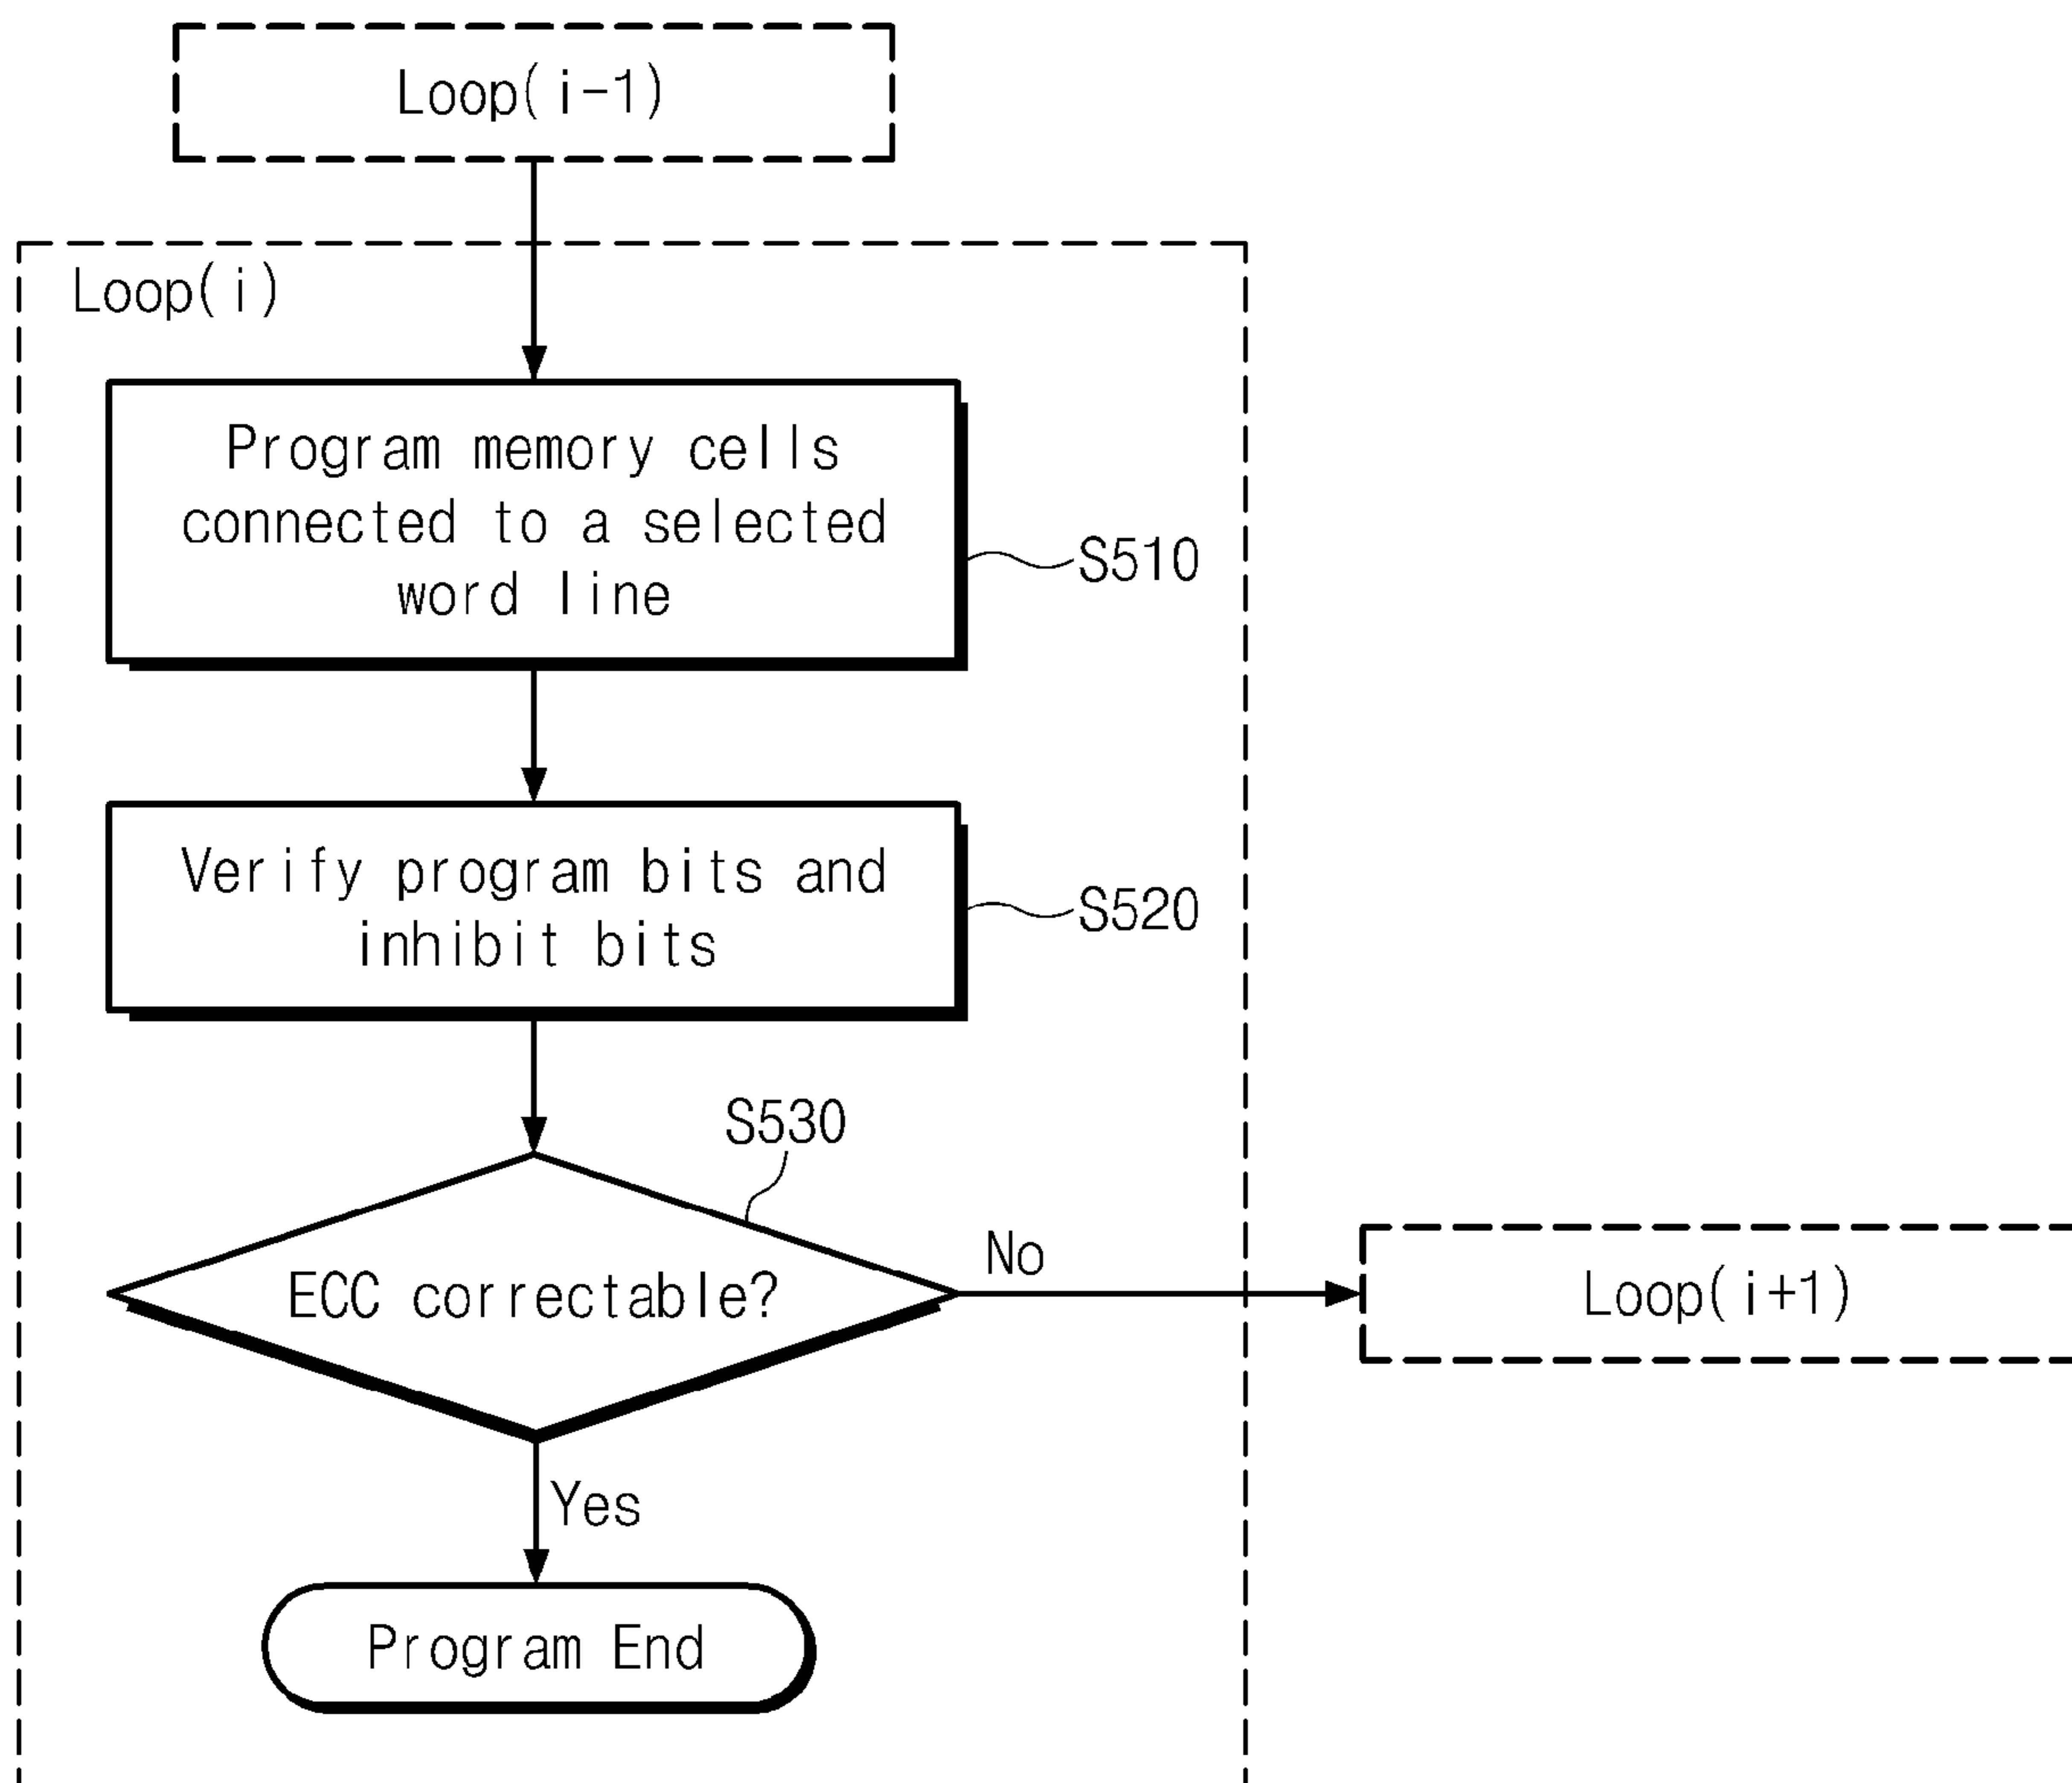 Loop(i-1)
Loop(i)
Program memory cells
connected to a selected
word line
S510
Verify program bits and
inhibit bits
S520
S530
ECC correctable?
No
Loop(i+1)
Yes
Program End